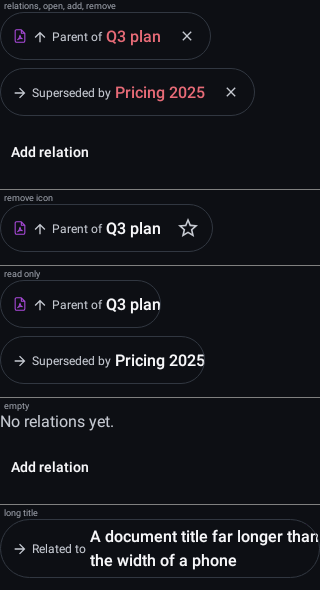 relations, open, add, remove
Parent of Q3 plan
Superseded by Pricing 2025
Add relation
remove icon
Parent of Q3 plan
read only
Parent of Q3 plan
Superseded by Pricing 2025
empty
No relations yet.
Add relation
long title
Related to
A document title far longer than
the width of a phone